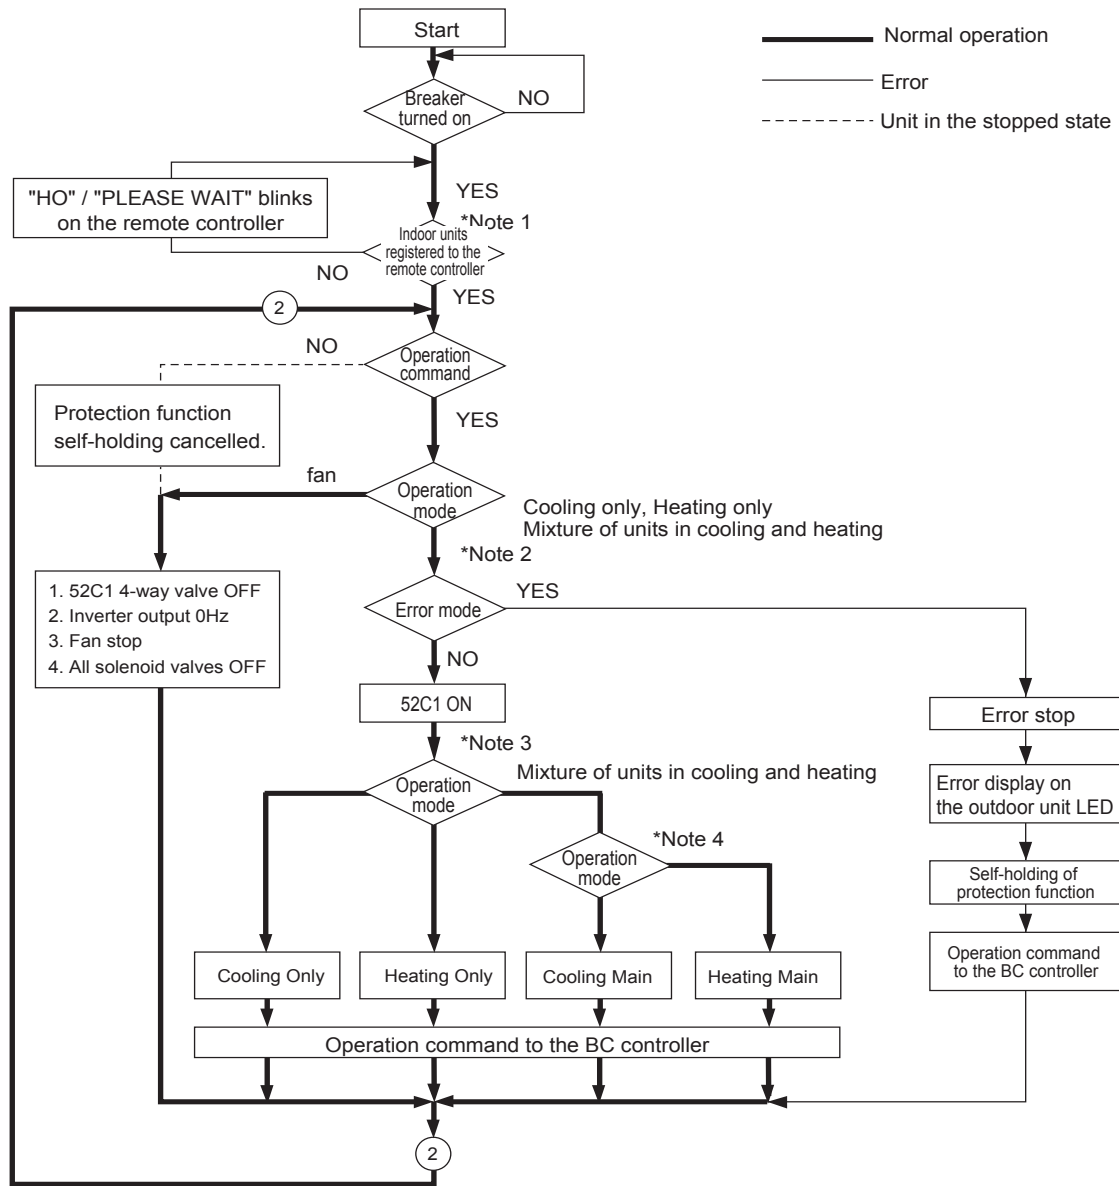 Start
Normal operation
Error
Unit in the stopped state
Breaker
turned on
NO
YES
"HO" / "PLEASE WAIT" blinks
on the remote controller
*Note 1
Indoor units
registered to the
remote controller
NO
YES
2
NO
Operation
command
YES
Protection function
self-holding cancelled.
fan
Operation
mode
Cooling only, Heating only
Mixture of units in cooling and heating
*Note 2
1. 52C1 4-way valve OFF
2. Inverter output 0Hz
3. Fan stop
4. All solenoid valves OFF
Error mode
YES
NO
52C1 ON
Error stop
*Note 3
Operation
mode
Mixture of units in cooling and heating
Error display on
the outdoor unit LED
*Note 4
Operation
mode
Self-holding of
protection function
Operation command
to the BC controller
Cooling Only
Heating Only
Cooling Main
Heating Main
Operation command to the BC controller
2